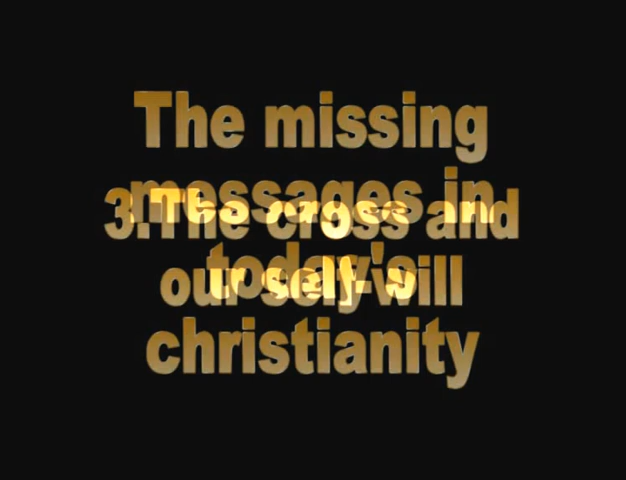 The missing
messages in
3.The cross and
today's
our self-will
christianity